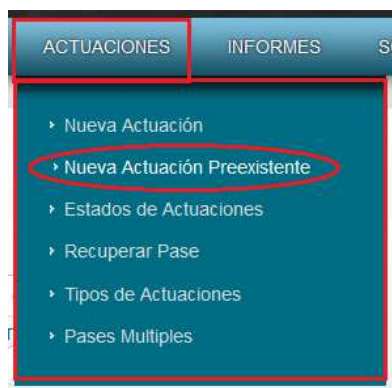 ACTUACIONES INFORMES
Nueva Actuación
Nueva Actuación Preexistente
Estados de Actuaciones
Recuperar Pase
Tipos de Actuaciones
Pases Multiples